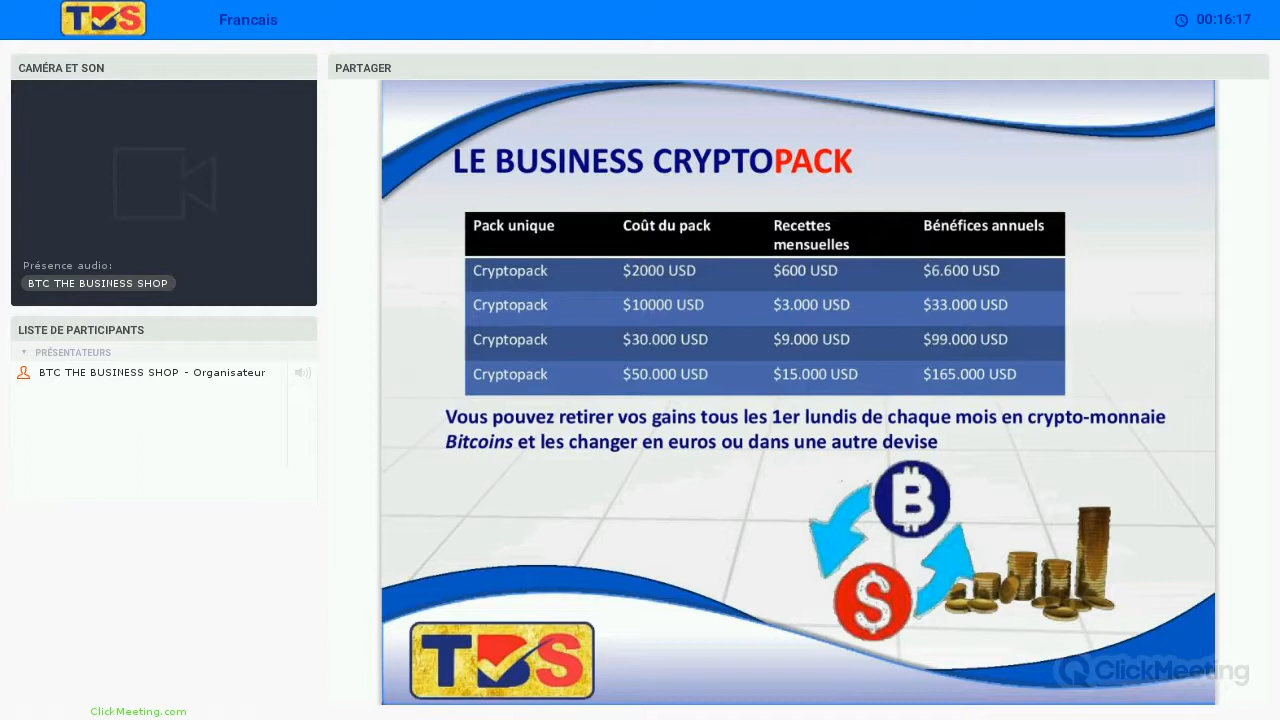 TBS
Francais
00:16:17
CAMÉRA ET SON
PARTAGER
Présence audio:
BTC THE BUSINESS SHOP
LISTE DE PARTICIPANTS
PRÉSENTATEURS
BTC THE BUSINESS SHOP - Organisateur
LE BUSINESS CRYPTOPACK
Pack unique Coût du pack Recettes mensuelles Bénéfices annuels
Cryptopack $2000 USD $600 USD $6.600 USD
Cryptopack $10000 USD $3.000 USD $33.000 USD
Cryptopack $30.000 USD $9.000 USD $99.000 USD
Cryptopack $50.000 USD $15.000 USD $165.000 USD
Vous pouvez retirer vos gains tous les 1er lundis de chaque mois en crypto-monnaie
Bitcoins et les changer en euros ou dans une autre devise
$
TBS
ClickMeeting
ClickMeeting.com